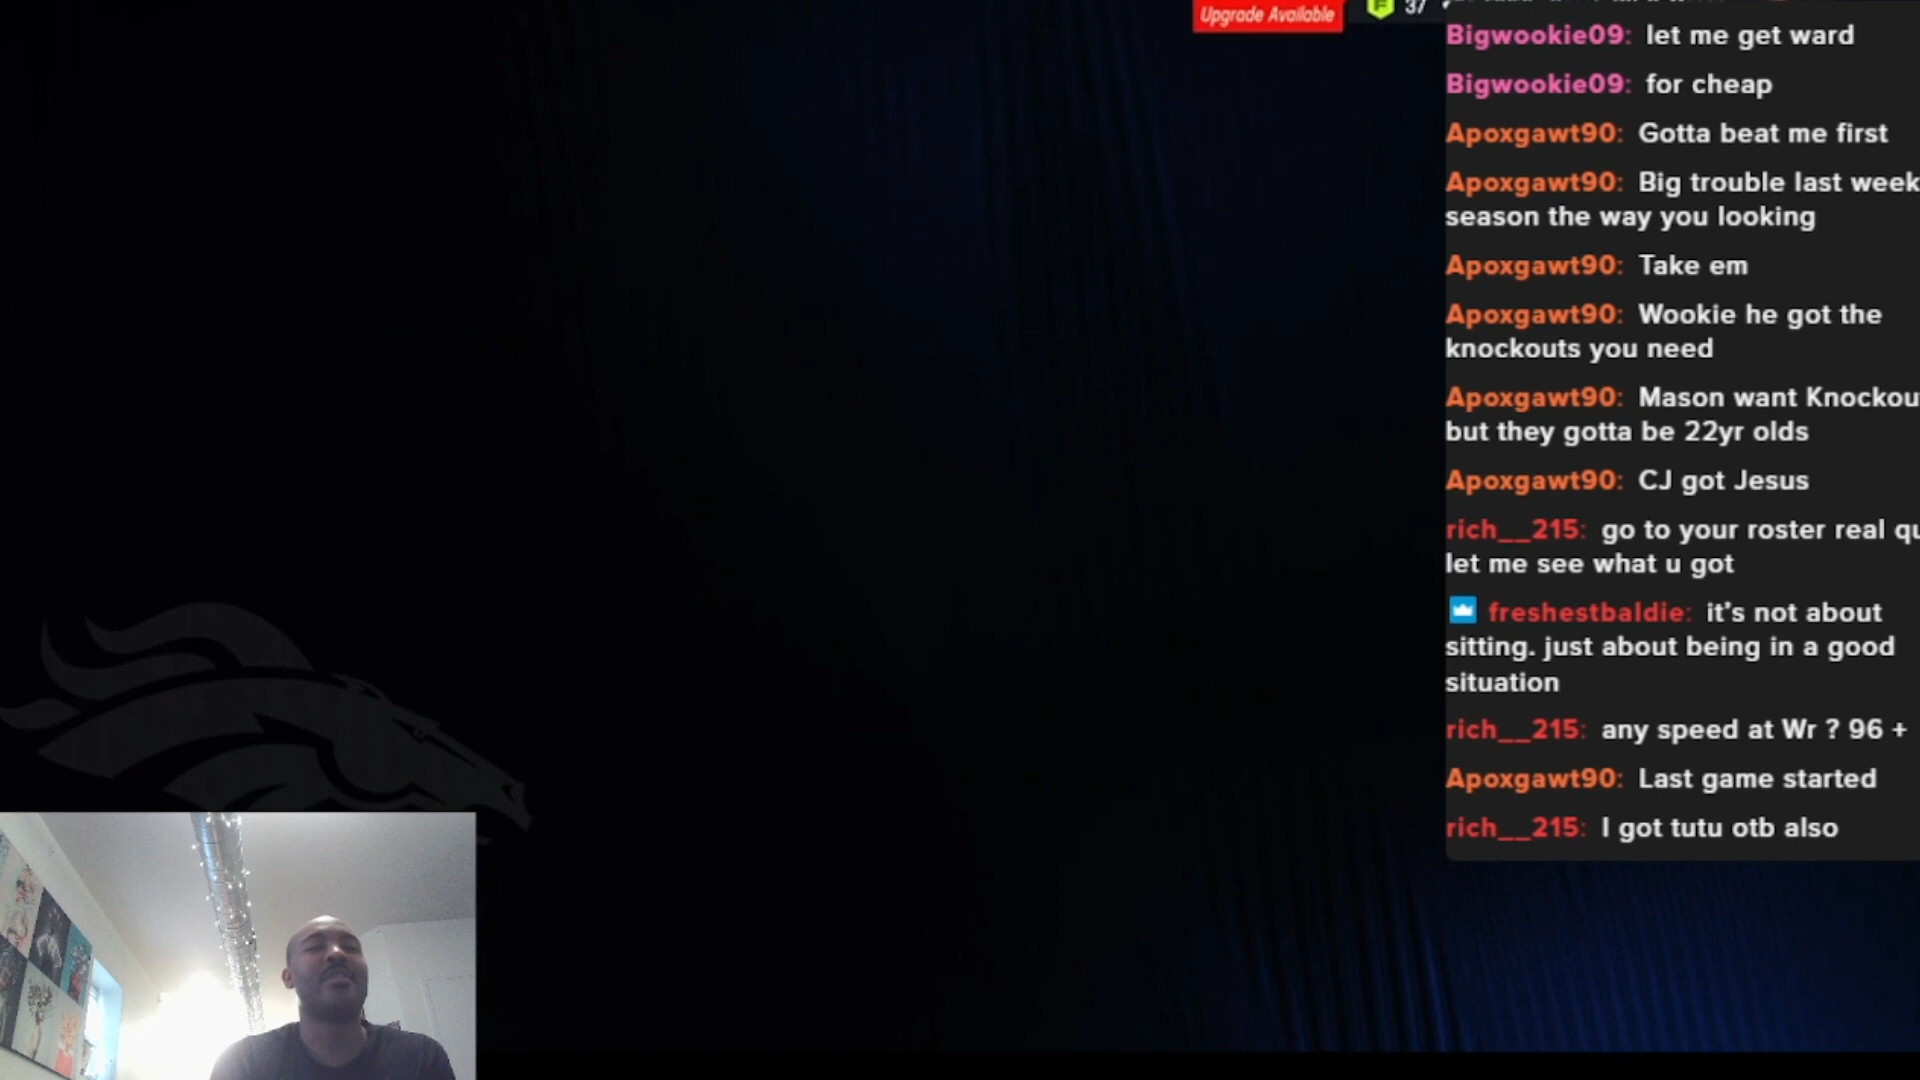 Upgrade Available
37
Bigwookie09: let me get ward
Bigwookie09: for cheap
Apoxgawt90: Gotta beat me first
Apoxgawt90: Big trouble last week
season the way you looking
Apoxgawt90: Take em
Apoxgawt90: Wookie he got the
knockouts you need
Apoxgawt90: Mason want Knockou
but they gotta be 22yr olds
Apoxgawt90: CJ got Jesus
rich__215: go to your roster real qu
let me see what u got
freshestbaldie: it's not about
sitting. just about being in a good
situation
rich__215: any speed at Wr ? 96 +
Apoxgawt90: Last game started
rich__215: I got tutu otb also